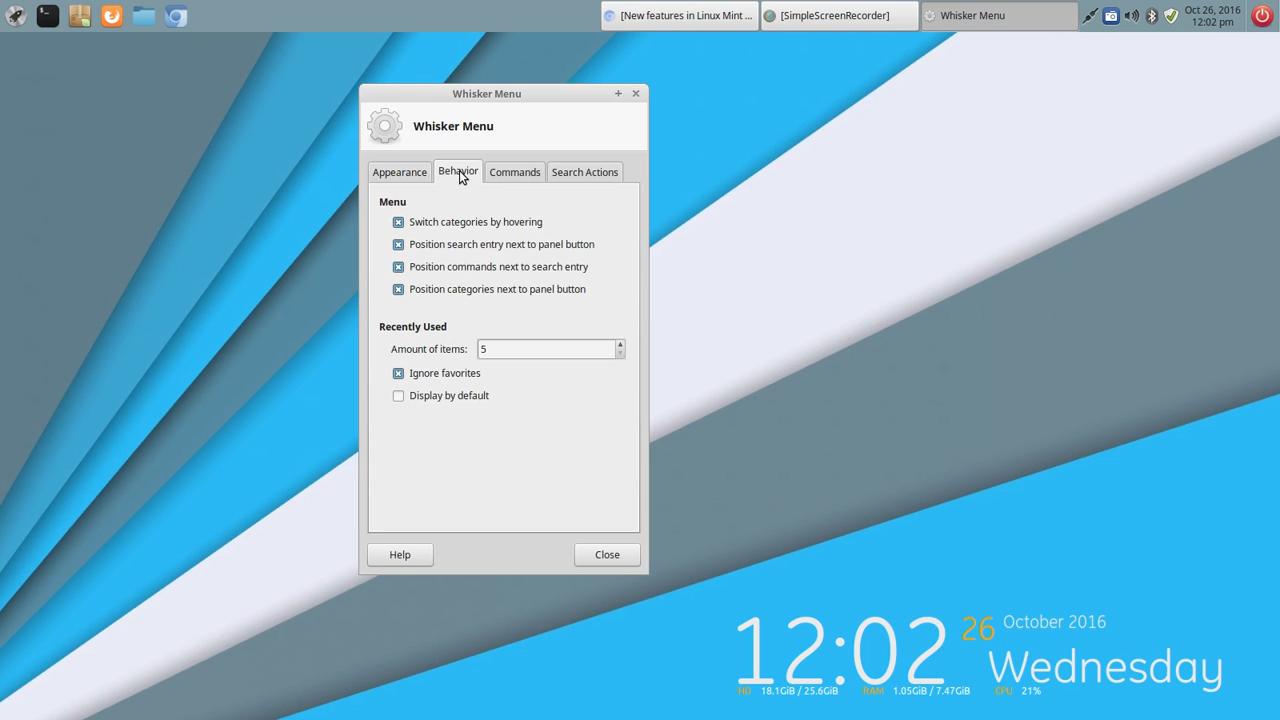 [New features in Linux Mint ...
[SimpleScreenRecorder]
Whisker Menu
Oct 26, 2016
12:02 pm
Whisker Menu
Whisker Menu
Appearance
Behavior
Commands
Search Actions
Menu
Switch categories by hovering
Position search entry next to panel button
Position commands next to search entry
Position categories next to panel button
Recently Used
Amount of items: 5
Ignore favorites
Display by default
Help
Close
12:02
26 October 2016
Wednesday
HD 18.1GiB / 25.6GiB RAM 1.05GiB / 7.47GiB CPU 21%